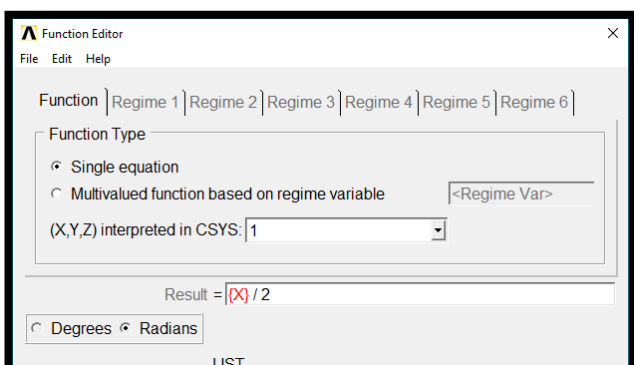 Function Editor
File Edit Help
Function Regime 1 Regime 2 Regime 3 Regime 4 Regime 5 Regime 6
Function Type
Single equation
Multivalued function based on regime variable <Regime Var>
(X,Y,Z) interpreted in CSYS: 1
Result = {X} / 2
Degrees Radians
LIST